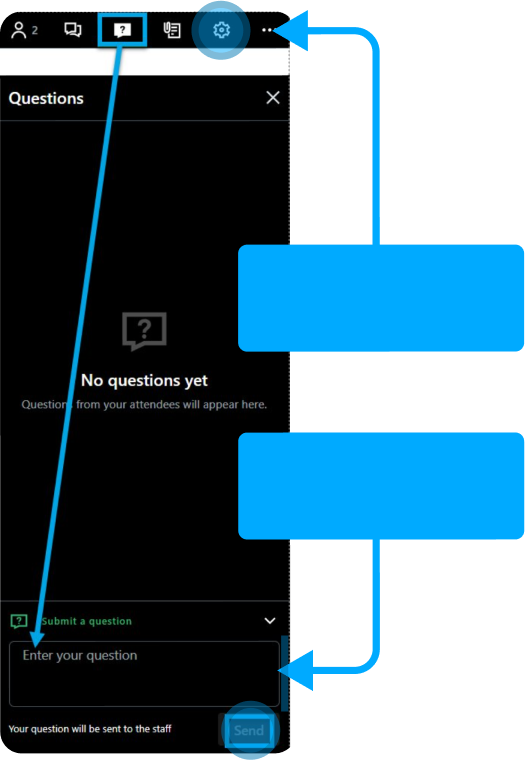 2
Questions
No questions yet
Questions from your attendees will appear here.
Submit a question
Enter your question
Your question will be sent to the staff
Send